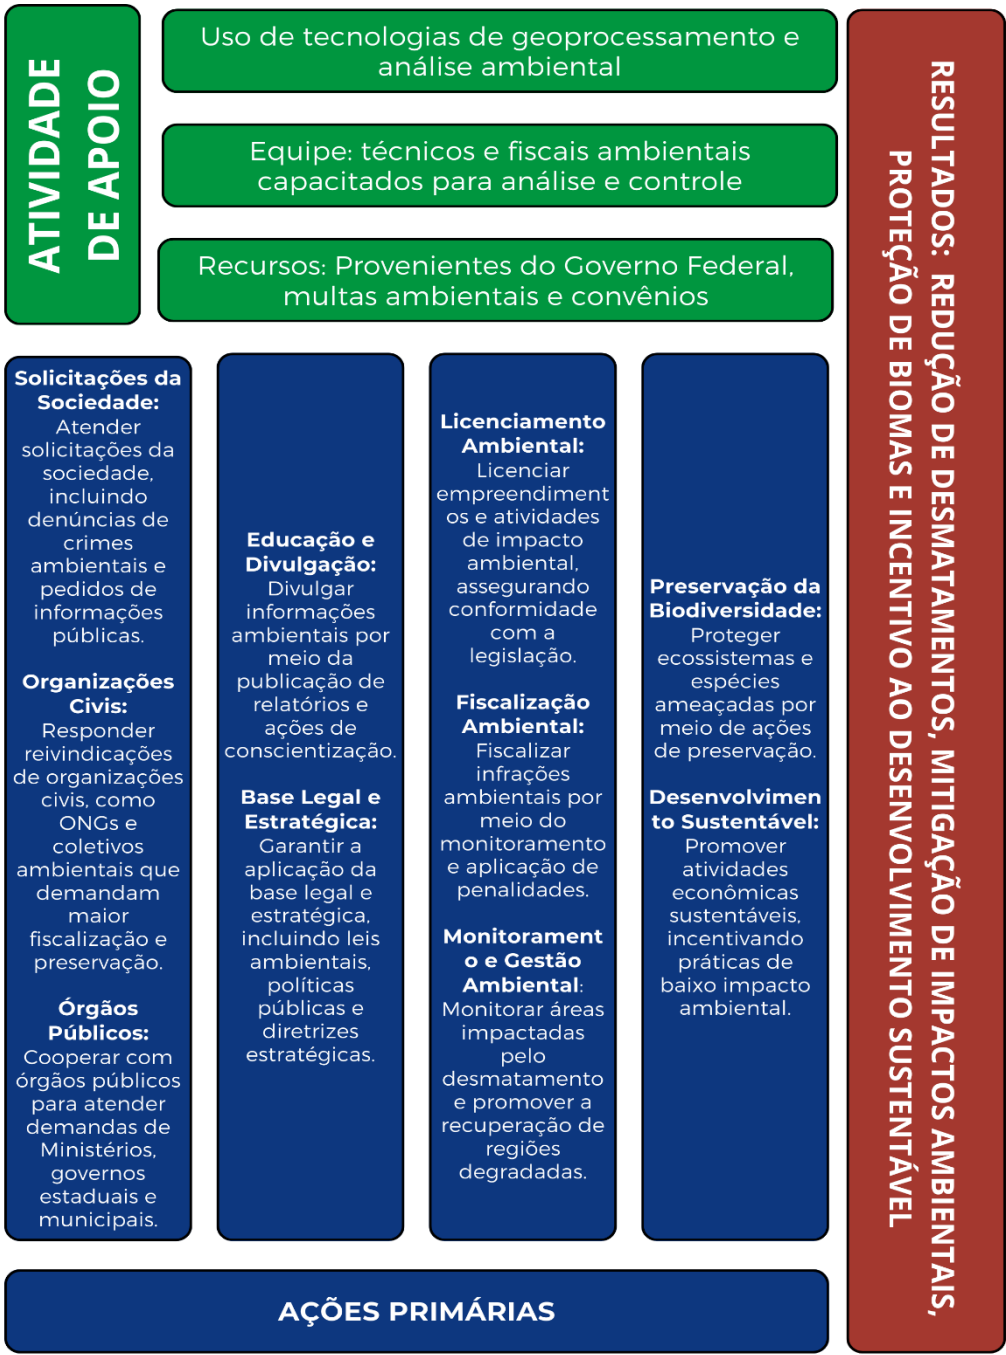 ATIVIDADE
DE APOIO
Uso de tecnologias de geoprocessamento e
análise ambiental
Equipe: técnicos e fiscais ambientais
capacitados para análise e controle
Recursos: Provenientes do Governo Federal,
multas ambientais e convênios
Solicitações da
Sociedade:
Atender
solicitações da
sociedade,
incluindo
denúncias de
crimes
ambientais e
pedidos de
informações
públicas.
Organizações
Civis:
Responder
reivindicações
de organizações
civis, como
ONGs e
coletivos
ambientais que
demandam
maior
fiscalização e
preservação.
Órgãos
Públicos:
Cooperar com
órgãos públicos
para atender
demandas de
Ministérios,
governos
estaduais e
municipais.
Educação e
Divulgação:
Divulgar
informações
ambientais por
meio da
publicação de
relatórios e
ações de
conscientização.
Base Legal e
Estratégica:
Garantir a
aplicação da
base legal e
estratégica,
incluindo leis
ambientais,
políticas
públicas e
diretrizes
estratégicas.
Licenciamento
Ambiental:
Licenciar
empreendiment
os e atividades
de impacto
ambiental,
assegurando
conformidade
com a
legislação.
Fiscalização
Ambiental:
Fiscalizar
infrações
ambientais por
meio do
monitoramento
e aplicação de
penalidades.
Monitorament
o e Gestão
Ambiental:
Monitorar áreas
impactadas
pelo
desmatamento
e promover a
recuperação de
regiões
degradadas.
Preservação da
Biodiversidade:
Proteger
ecossistemas e
espécies
ameaçadas por
meio de ações
de preservação.
Desenvolvimen
to Sustentável:
Promover
atividades
econômicas
sustentáveis,
incentivando
práticas de
baixo impacto
ambiental.
AÇÕES PRIMÁRIAS
RESULTADOS: REDUÇÃO DE DESMATAMENTOS, MITIGAÇÃO DE IMPACTOS AMBIENTAIS,
PROTEÇÃO DE BIOMAS E INCENTIVO AO DESENVOLVIMENTO SUSTENTÁVEL